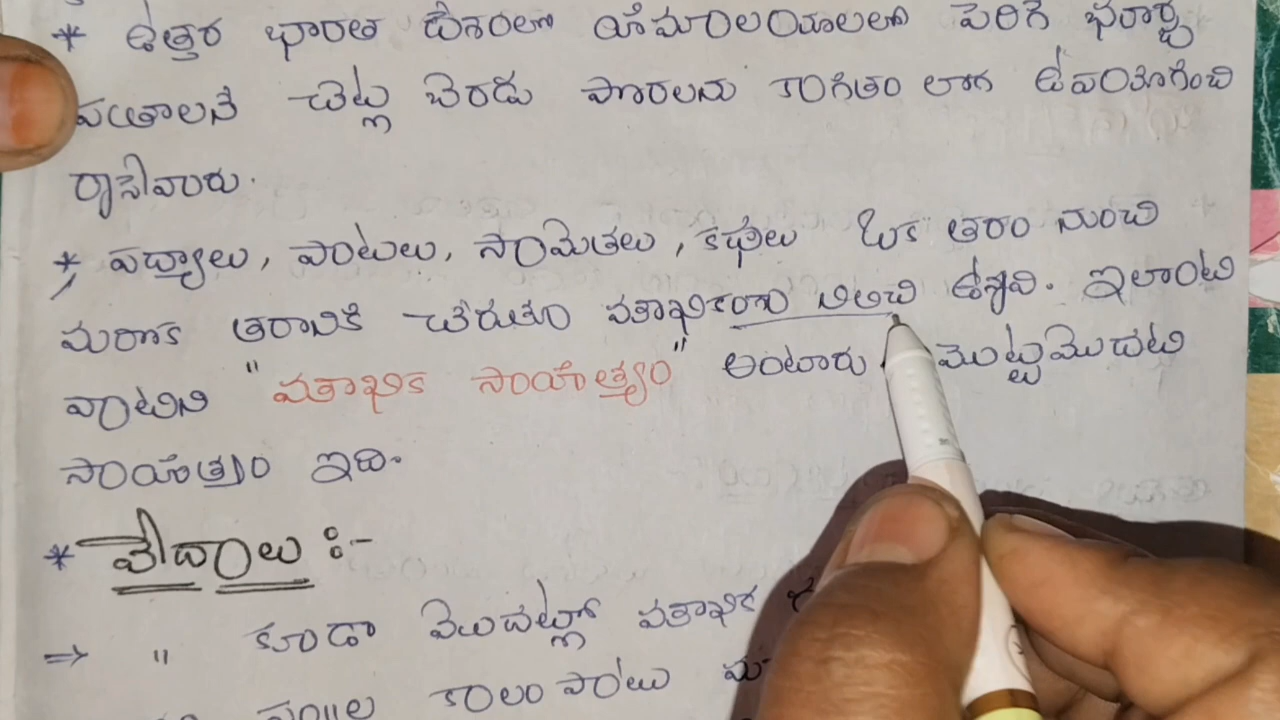 * ఉత్తర భారత దేశంలో హిమాలయాలలో పెరిగే భూర్జ
పత్రాలనే చెట్ల బెరడు పొరలను కాగితం లాగ ఉపయోగించి
వ్రాసేవారు.
* పద్యాలు, పాటలు, సామెతలు, కథలు ఒక తరం నుంచి
మరొక తరానికి చేరుతూ మౌఖికంగా నిలిచి ఉన్నవి. ఇలాంటి
వాటిని "మౌఖిక సాహిత్యం" అంటారు మొట్టమొదటి
సాహిత్యం ఇది.
* వేదాలు :-
⇒ " కూడా మొదట్లో మౌఖిక
కాలం పాటు